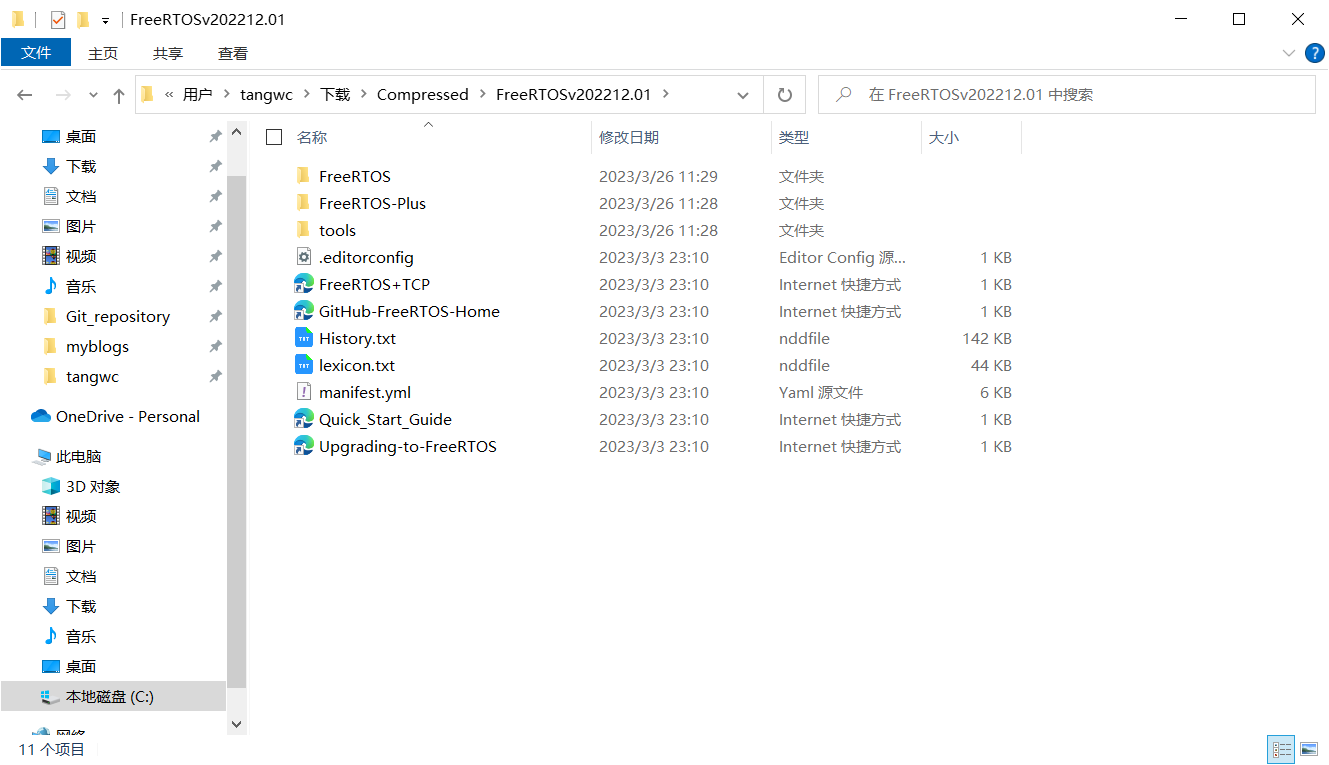 FreeRTOSv202212.01
文件 主页 共享 查看
« 用户 tangwc 下载 Compressed FreeRTOSv202212.01
在 FreeRTOSv202212.01 中搜索
桌面
下载
文档
图片
视频
音乐
Git_repository
myblogs
tangwc
OneDrive - Personal
此电脑
3D 对象
视频
图片
文档
下载
音乐
桌面
本地磁盘 (C:)
网络
名称 修改日期 类型 大小
FreeRTOS 2023/3/26 11:29 文件夹
FreeRTOS-Plus 2023/3/26 11:28 文件夹
tools 2023/3/26 11:28 文件夹
.editorconfig 2023/3/3 23:10 Editor Config 源... 1 KB
FreeRTOS+TCP 2023/3/3 23:10 Internet 快捷方式 1 KB
GitHub-FreeRTOS-Home 2023/3/3 23:10 Internet 快捷方式 1 KB
History.txt 2023/3/3 23:10 nddfile 142 KB
lexicon.txt 2023/3/3 23:10 nddfile 44 KB
manifest.yml 2023/3/3 23:10 Yaml 源文件 6 KB
Quick_Start_Guide 2023/3/3 23:10 Internet 快捷方式 1 KB
Upgrading-to-FreeRTOS 2023/3/3 23:10 Internet 快捷方式 1 KB
11 个项目